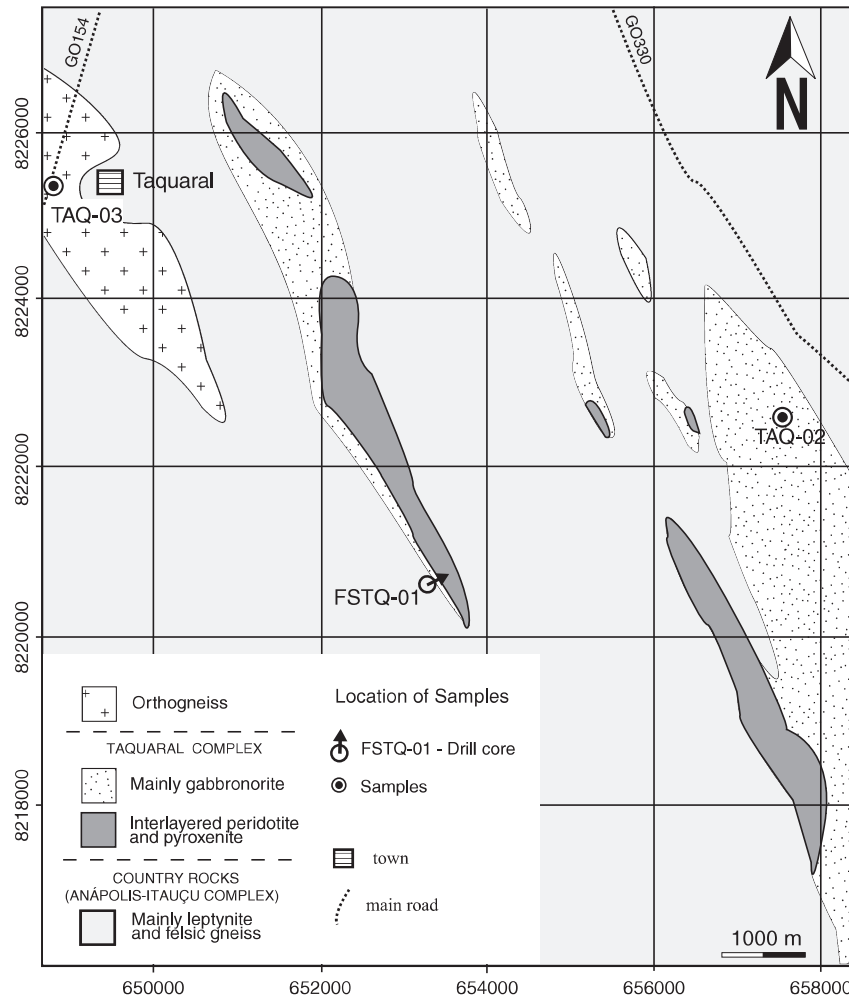 GO154
GO330
N
8226000
Taquaral
TAQ-03
8224000
TAQ-02
8222000
FSTQ-01
8220000
Orthogneiss
TAQUARAL COMPLEX
Mainly gabbronorite
Interlayered peridotite
and pyroxenite
COUNTRY ROCKS
(ANÁPOLIS-ITAUÇU COMPLEX)
Mainly leptynite
and felsic gneiss
Location of Samples
FSTQ-01 - Drill core
Samples
town
main road
8218000
1000 m
650000 652000 654000 656000 658000